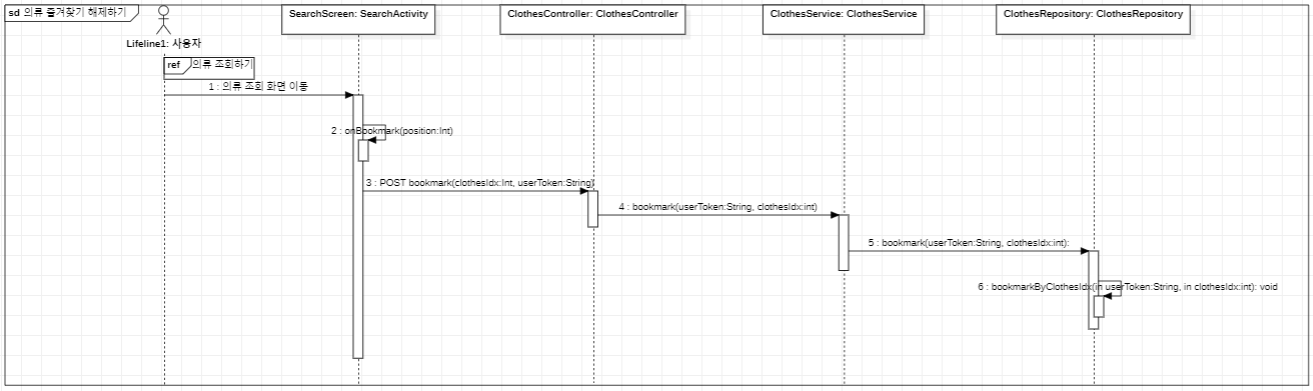 sd 의류 즐겨찾기 해제하기
SearchScreen: SearchActivity
ClothesController: ClothesController
ClothesService: ClothesService
ClothesRepository: ClothesRepository
Lifeline1: 사용자
ref 의류 조회하기
1 : 의류 조회 화면 이동
2 : onBookmark(position:Int)
3 : POST bookmark(clothesIdx:Int, userToken:String)
4 : bookmark(userToken:String, clothesIdx:int)
5 : bookmark(userToken:String, clothesIdx:int):
6 : bookmarkByClothesIdx(in userToken:String, in clothesIdx:int): void